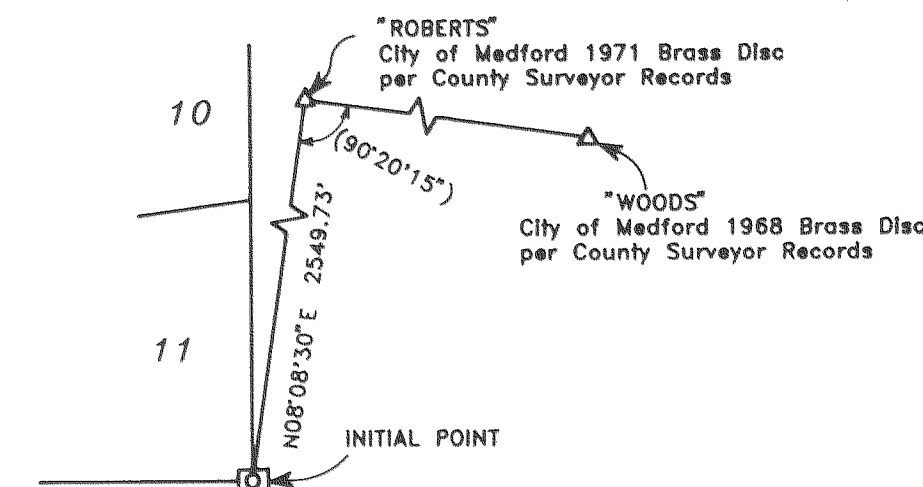 "ROBERTS"
City of Medford 1971 Brass Disc
per County Surveyor Records
10
(90°20'15")
"WOODS"
City of Medford 1968 Brass Disc
per County Surveyor Records
N08°08'30"E 2549.73'
11
INITIAL POINT